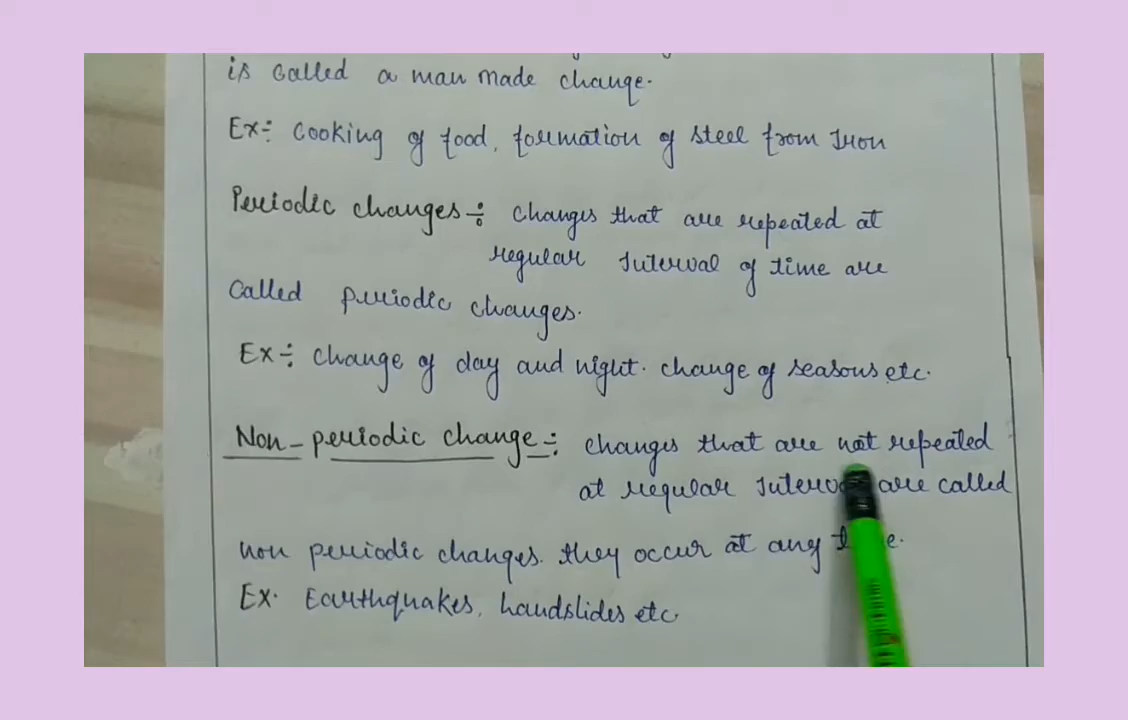 is called a man made change.
Ex÷ Cooking of food, formation of steel from Iron
Periodic changes÷ changes that are repeated at
regular Interval of time are
called periodic changes.
Ex÷ change of day and night. change of seasons etc.
Non-periodic change÷ changes that are not repeated
at regular are called
non periodic changes. they occur at any
Ex. Earthquakes, landslides etc.